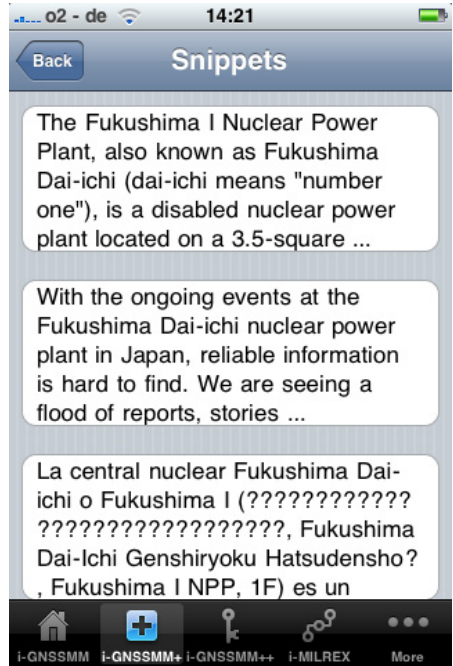 o2 - de 14:21
Back Snippets
The Fukushima I Nuclear Power
Plant, also known as Fukushima
Dai-ichi (dai-ichi means "number
one"), is a disabled nuclear power
plant located on a 3.5-square ...
With the ongoing events at the
Fukushima Dai-ichi nuclear power
plant in Japan, reliable information
is hard to find. We are seeing a
flood of reports, stories ...
La central nuclear Fukushima Dai-
ichi o Fukushima I (????????????
??????????????????, Fukushima
Dai-Ichi Genshiryoku Hatsudensho?
, Fukushima I NPP, 1F) es un
i-GNSSMM i-GNSSMM+ i-GNSSMM++ i-MILREX More